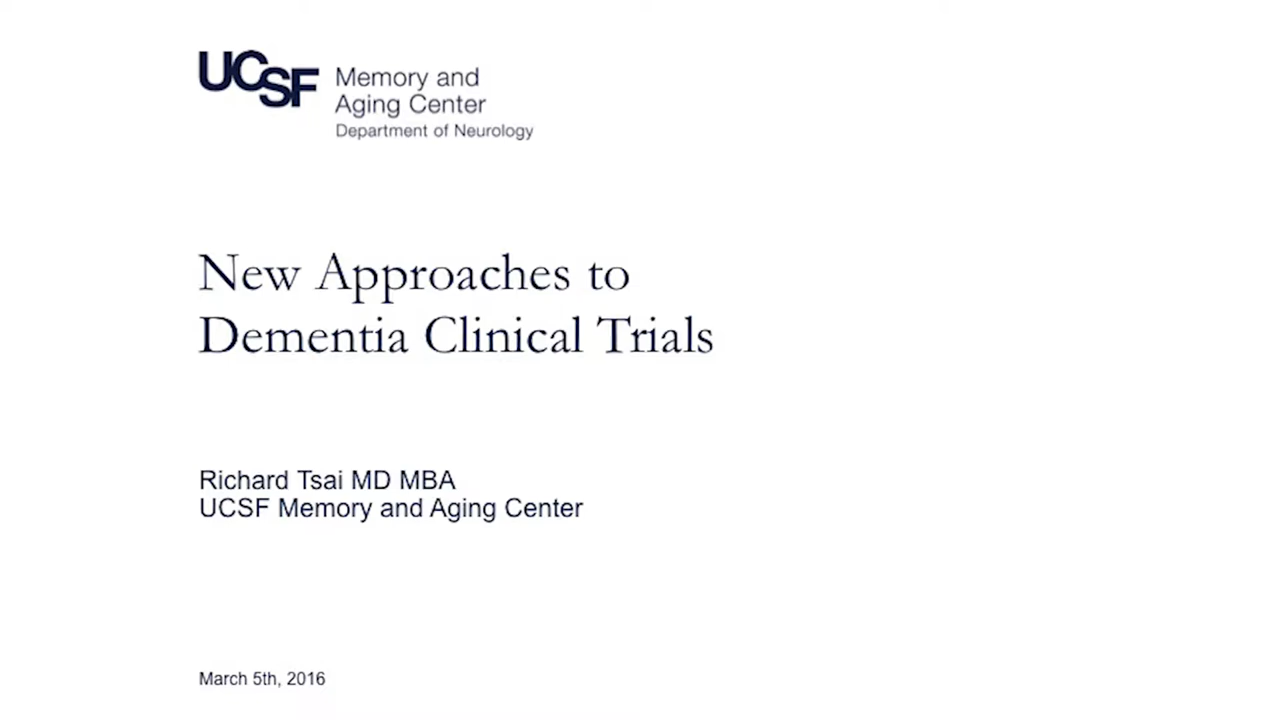 UCSF
Memory and
Aging Center
Department of Neurology
New Approaches to
Dementia Clinical Trials
Richard Tsai MD MBA
UCSF Memory and Aging Center
March 5th, 2016